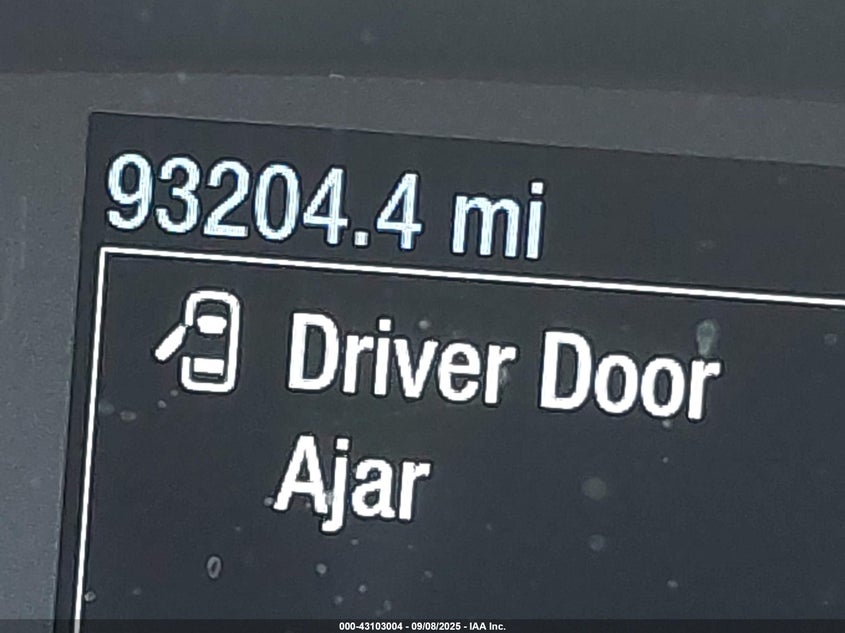 93204.4 mi
Driver Door
Ajar
000-43103004 - 09/08/2025 - IAA Inc.